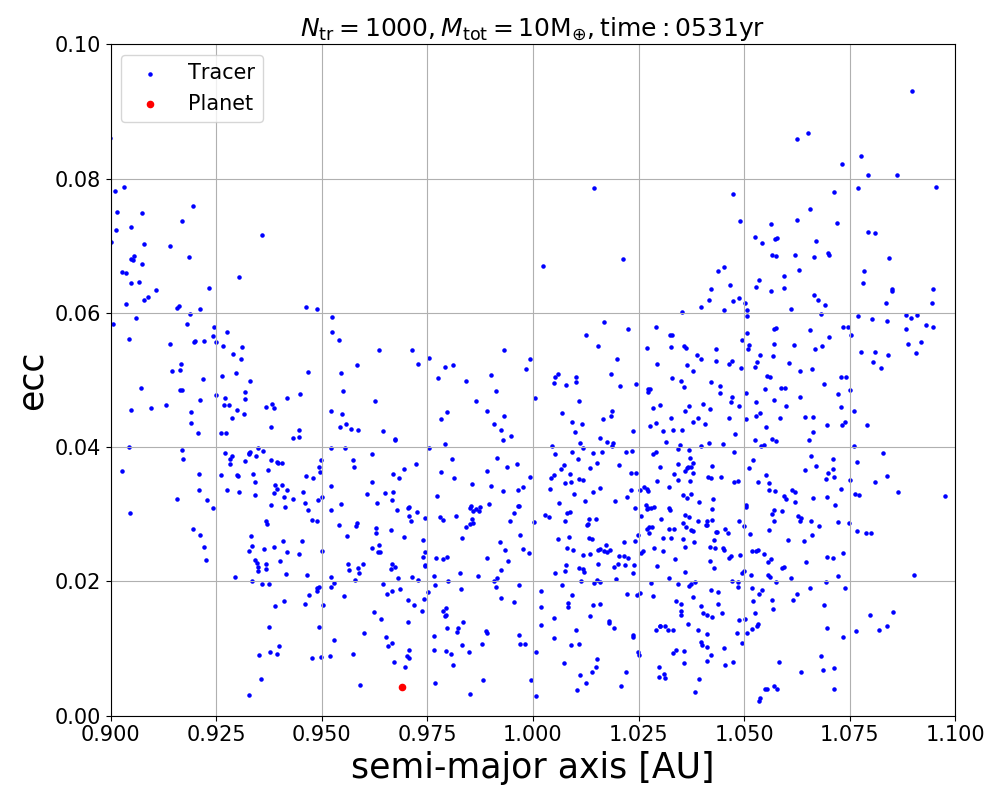 N_tr = 1000, M_tot = 10M_⊕, time : 0531yr
Tracer
Planet
0.10
0.08
0.06
0.04
0.02
0.00
ecc
0.900 0.925 0.950 0.975 1.000 1.025 1.050 1.075 1.100
semi-major axis [AU]